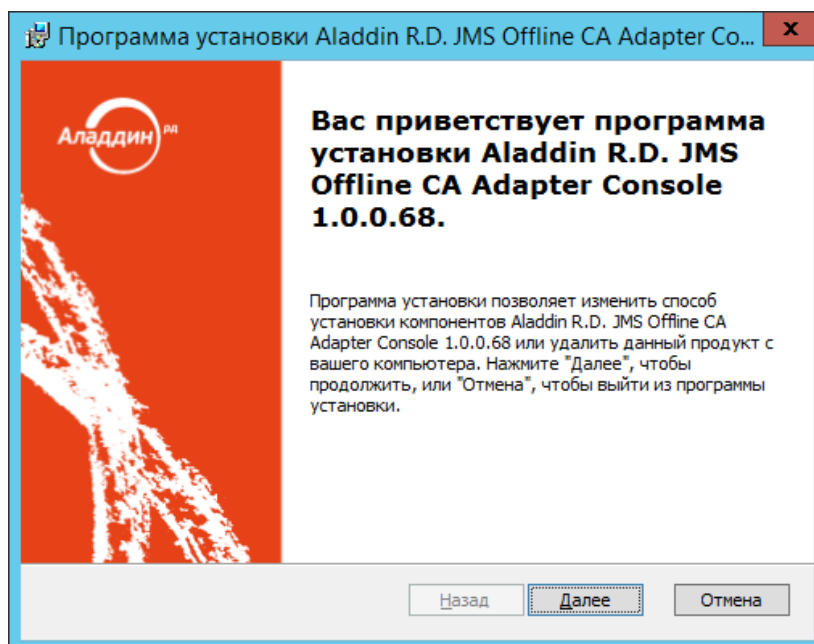 Программа установки Aladdin R.D. JMS Offline CA Adapter Co...
x
Аладдин РД
Вас приветствует программа
установки Aladdin R.D. JMS
Offline CA Adapter Console
1.0.0.68.
Программа установки позволяет изменить способ
установки компонентов Aladdin R.D. JMS Offline CA
Adapter Console 1.0.0.68 или удалить данный продукт с
вашего компьютера. Нажмите "Далее", чтобы
продолжить, или "Отмена", чтобы выйти из программы
установки.
Назад Далее Отмена